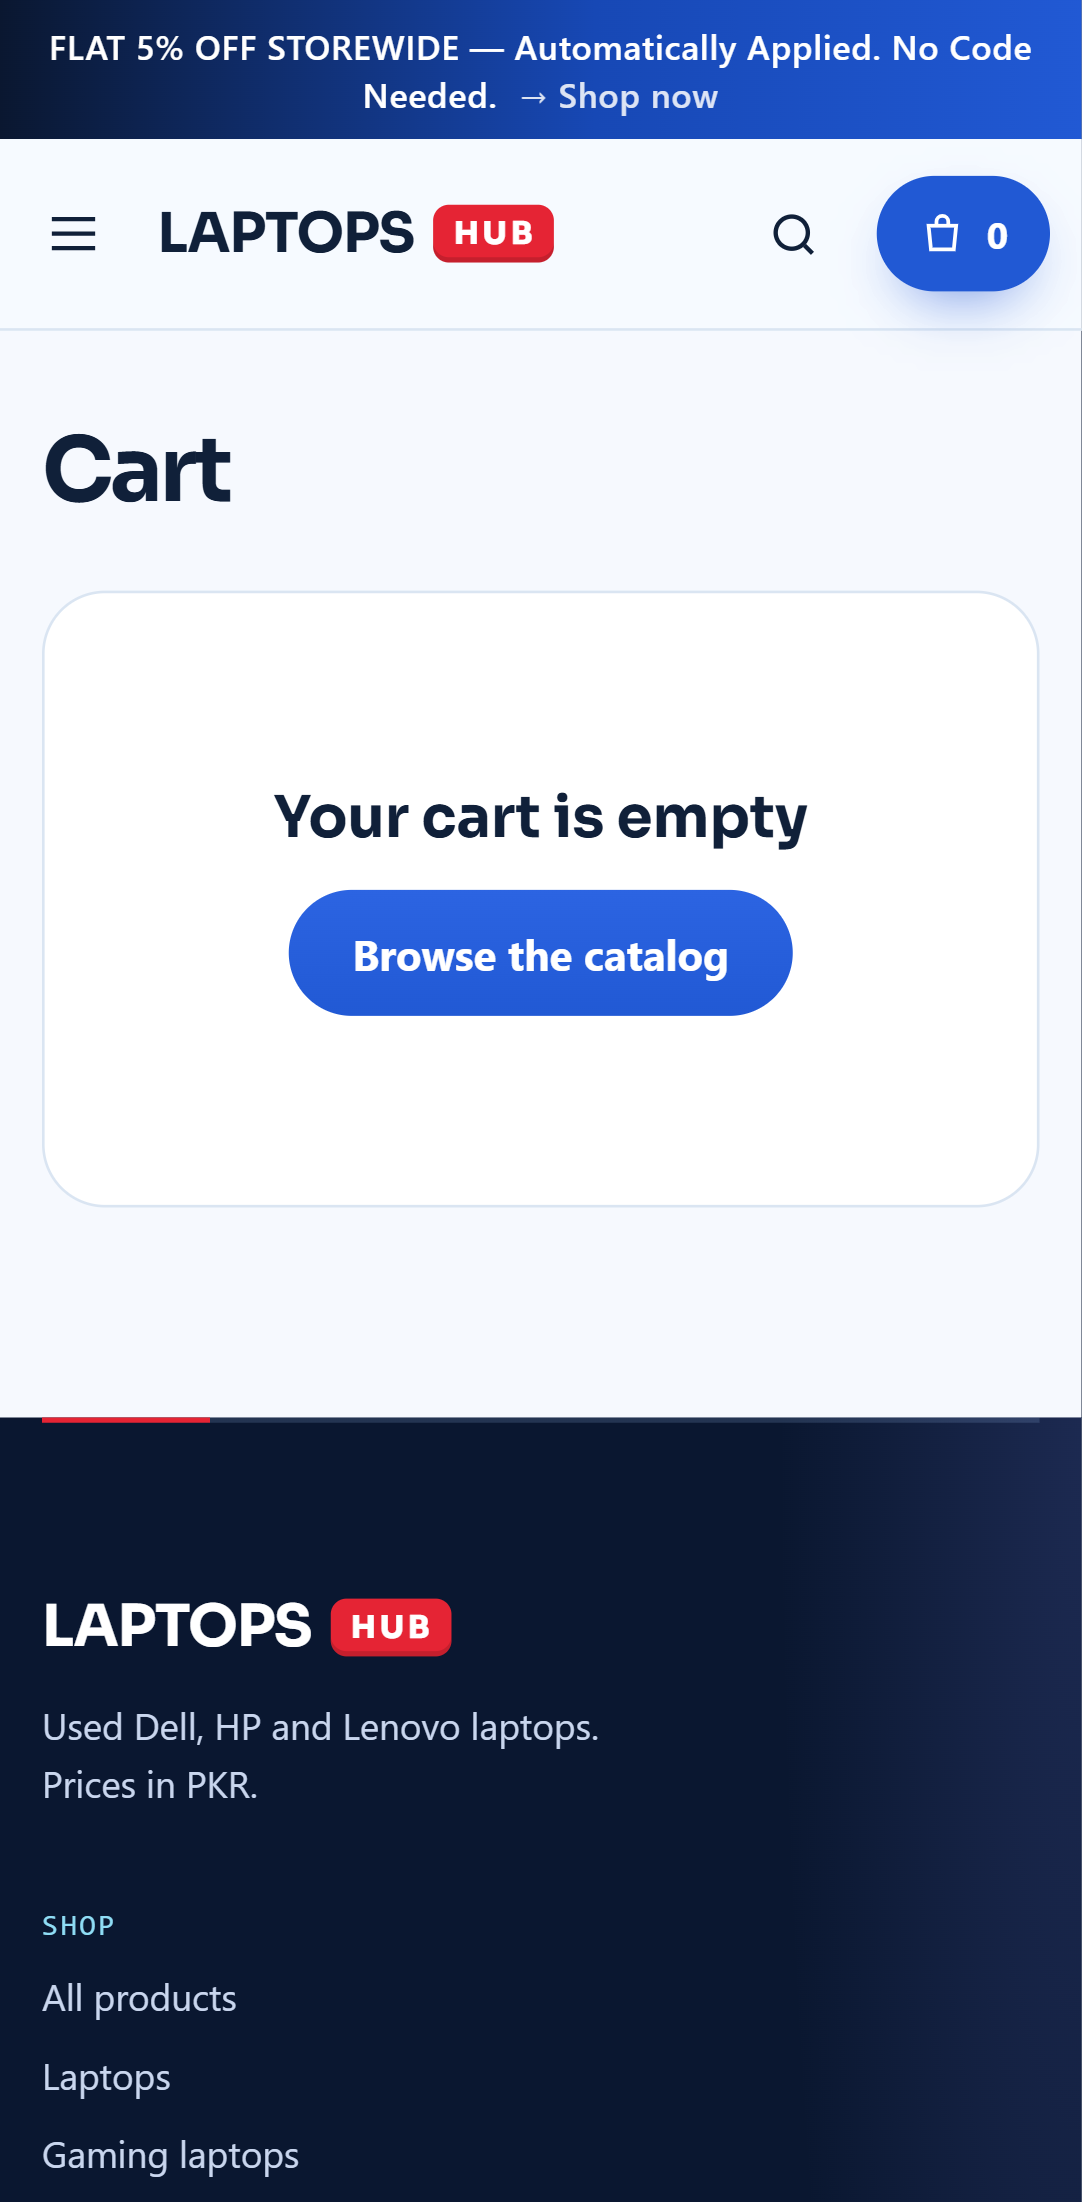 FLAT 5% OFF STOREWIDE — Automatically Applied. No Code
Needed. → Shop now
LAPTOPS HUB
0
Cart
Your cart is empty
Browse the catalog
LAPTOPS HUB
Used Dell, HP and Lenovo laptops.
Prices in PKR.
SHOP
All products
Laptops
Gaming laptops